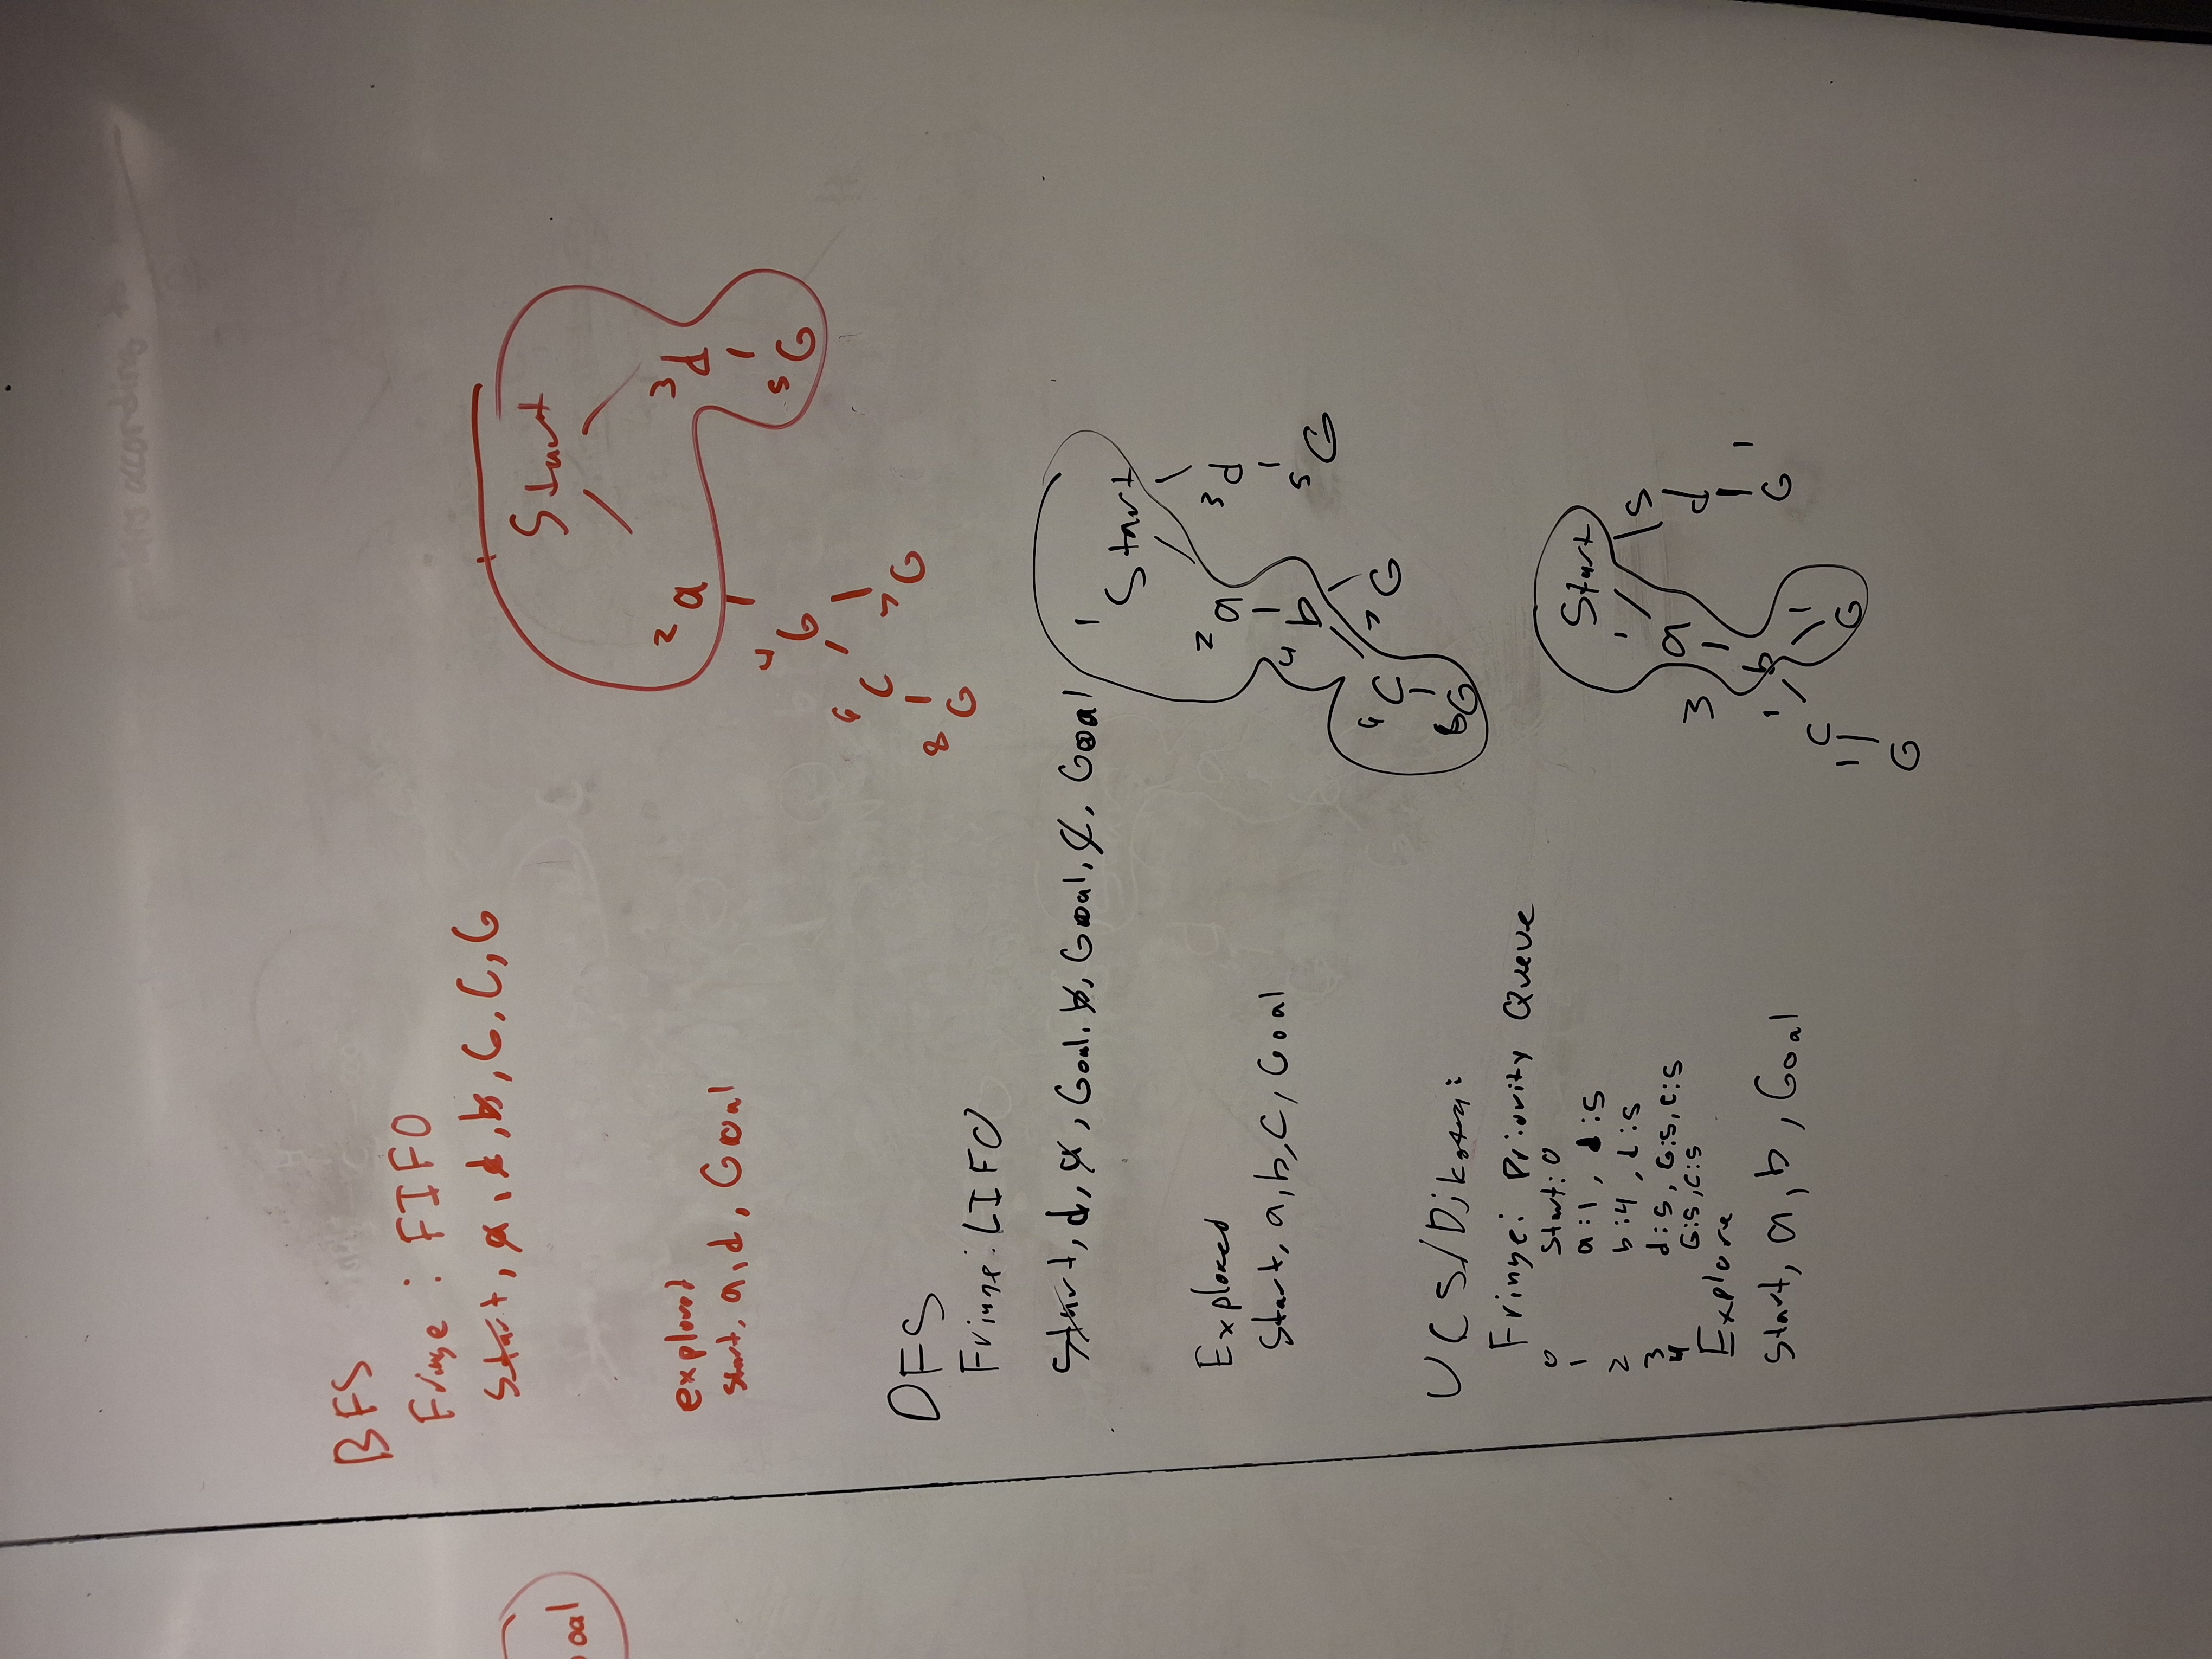 problems according to
oal
BFS
Fringe : FIFO
Start, a, d, b, G, C, G
explored
start, a, d, Goal
Start
2 a 3 d
4 G 5 G
6 C 7 G
8 G
DFS
Fringe: LIFO
Start, d, a, Goal, b, Goal, C, Goal
Explored
Start, a, b, C, Goal
1
Start
2 a 3 d
4 b 5 G
6 C 7 G
8 G
UCS/Dijkstra:
Fringe: Priority Queue
0 Start: 0
1 a:1, d:5
2 b:4, d:5
3 d:5, G:5, C:5
4 G:5, C:5
Explore
Start, a, b, Goal
Start
1 5
a d
3 1
b G
1 1
C G
1
G